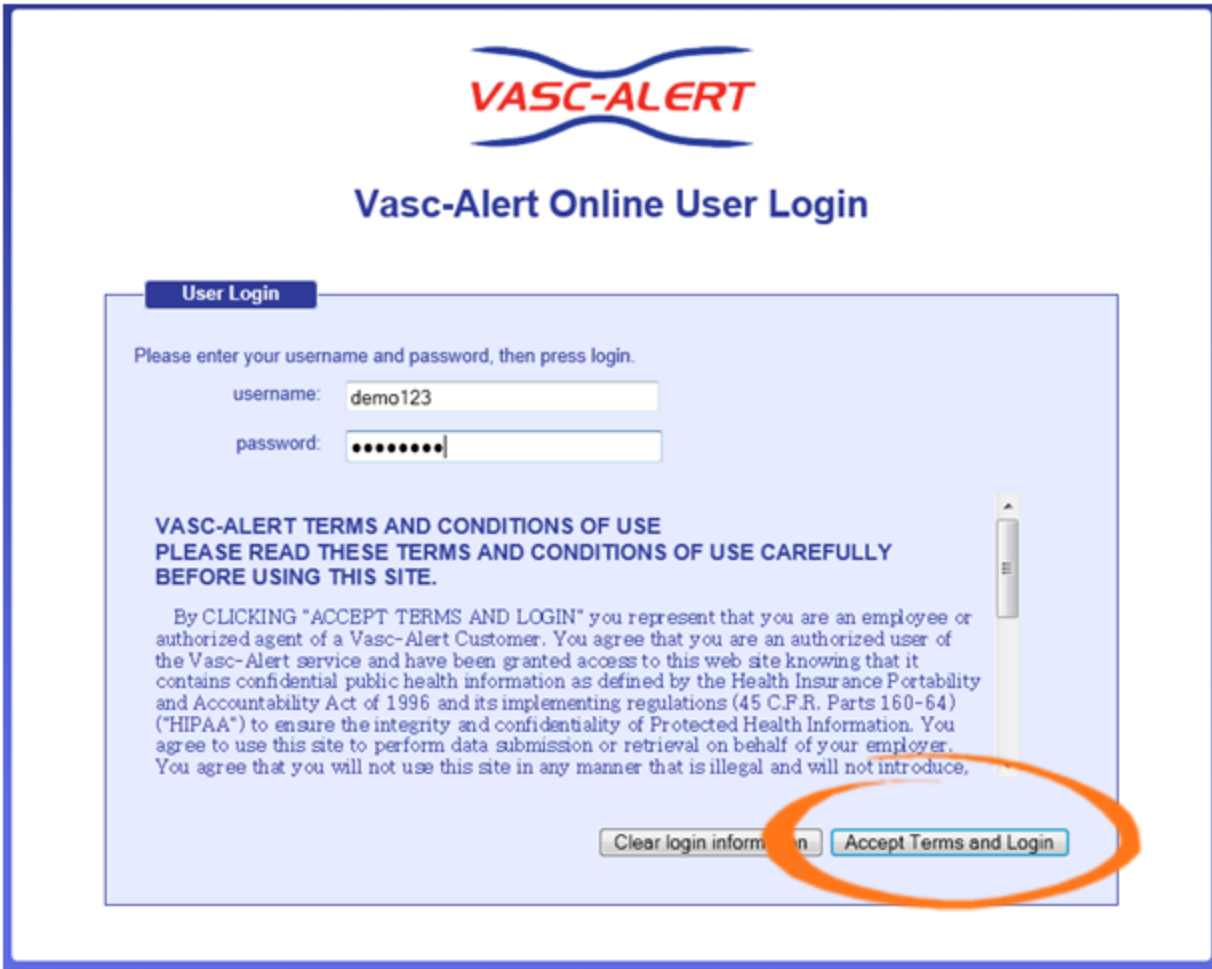 VASC-ALERT
Vasc-Alert Online User Login
User Login
Please enter your username and password, then press login.
username: demo123
password: ••••••••
VASC-ALERT TERMS AND CONDITIONS OF USE
PLEASE READ THESE TERMS AND CONDITIONS OF USE CAREFULLY
BEFORE USING THIS SITE.
By CLICKING "ACCEPT TERMS AND LOGIN" you represent that you are an employee or
authorized agent of a Vasc-Alert Customer. You agree that you are an authorized user of
the Vasc-Alert service and have been granted access to this web site knowing that it
contains confidential public health information as defined by the Health Insurance Portability
and Accountability Act of 1996 and its implementing regulations (45 C.F.R. Parts 160-64)
("HIPAA") to ensure the integrity and confidentiality of Protected Health Information. You
agree to use this site to perform data submission or retrieval on behalf of your employer.
You agree that you will not use this site in any manner that is illegal and will not introduce,
Clear login information Accept Terms and Login